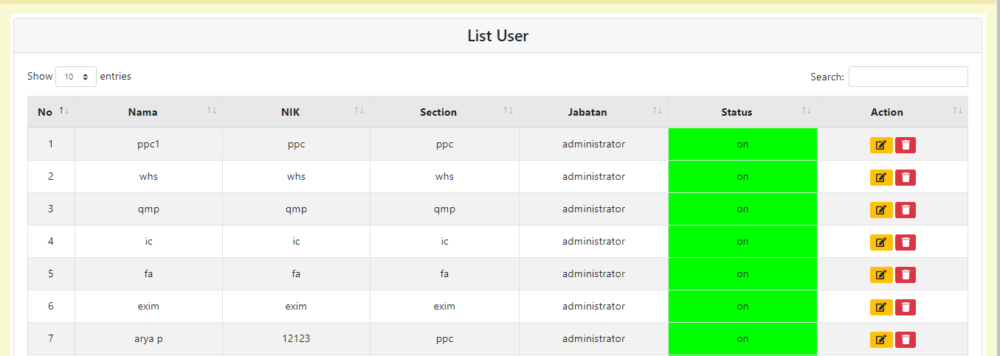 List User
Show 10 entries Search:
No Nama NIK Section Jabatan Status Action
1 ppc1 ppc ppc administrator on
2 whs whs whs administrator on
3 qmp qmp qmp administrator on
4 ic ic ic administrator on
5 fa fa fa administrator on
6 exim exim exim administrator on
7 arya p 12123 ppc administrator on